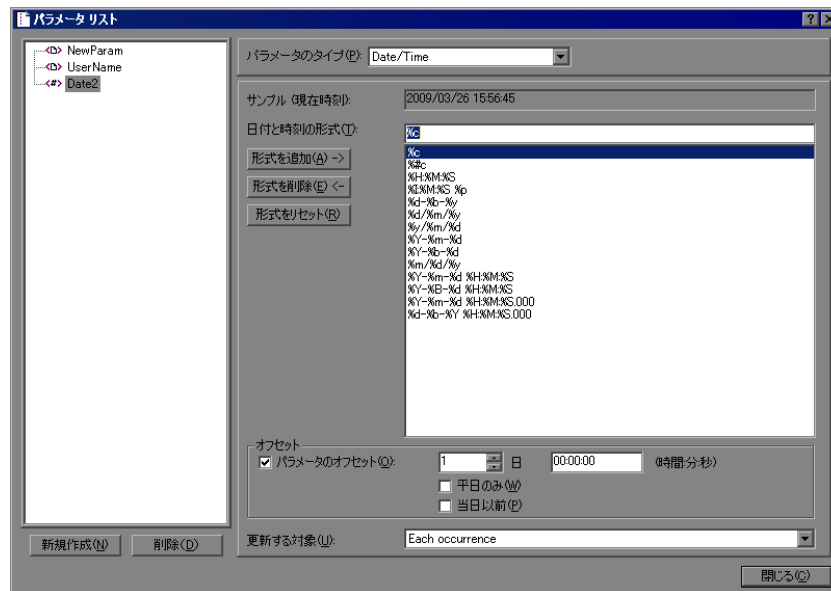 パラメータ リスト
NewParam
UserName
Date2
新規作成(N)
削除(D)
パラメータのタイプ(P):
Date/Time
サンプル (現在時刻):
2009/03/26 15:56:45
日付と時刻の形式(T):
%c
形式を追加(A) ->
形式を削除(E) <-
形式をリセット(R)
%c
%#c
%H:%M:%S
%I:%M:%S %p
%d-%b-%y
%d/%m/%y
%y/%m/%d
%Y-%m-%d
%Y-%b-%d
%m/%d/%y
%Y-%m-%d %H:%M:%S
%Y-%B-%d %H:%M:%S
%Y-%m-%d %H:%M:%S.000
%d-%b-%Y %H:%M:%S.000
オフセット
パラメータのオフセット(O):
1
日
00:00:00
(時間:分:秒)
平日のみ(W)
当日以前(P)
更新する対象(U):
Each occurrence
閉じる(C)